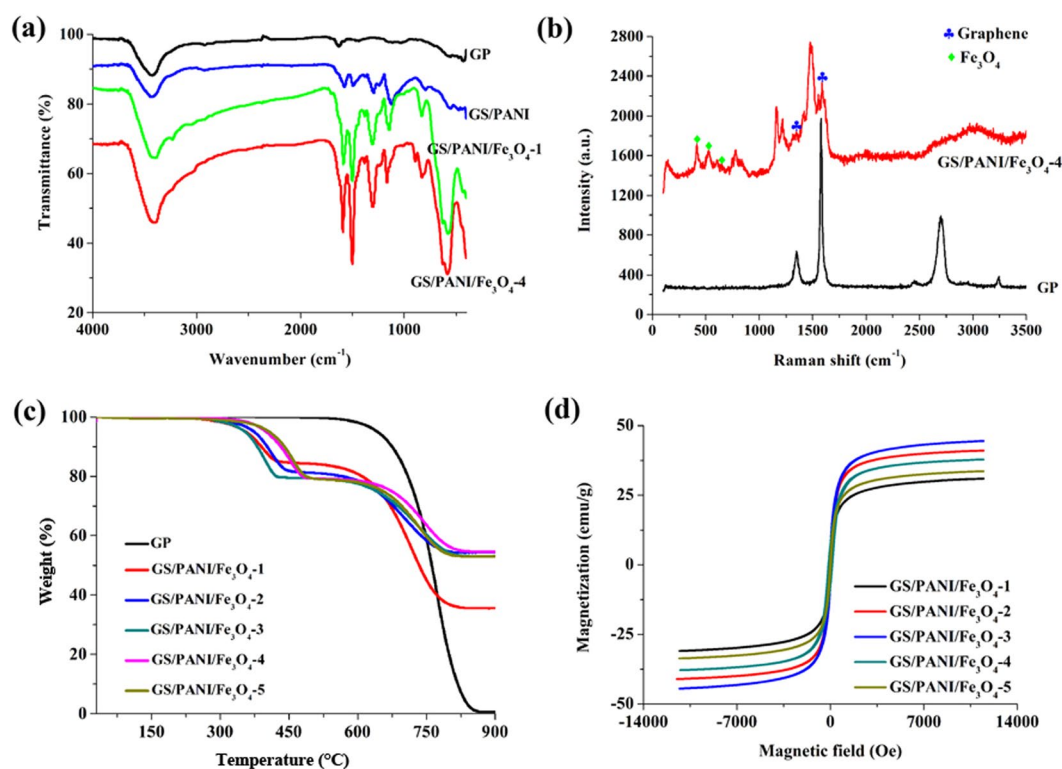 (a)
100
90
80
70
60
50
40
30
20
4000
3000
2000
1000
Transmittance (%)
Wavenumber (cm⁻¹)
GP
GS/PANI
GS/PANI/Fe₃O₄-1
GS/PANI/Fe₃O₄-4
(b)
♣ Graphene
♦ Fe₃O₄
2800
2400
2000
1600
1200
800
400
0
0
500
1000
1500
2000
2500
3000
3500
Intensity (a.u.)
Raman shift (cm⁻¹)
GS/PANI/Fe₃O₄-4
GP
(c)
100
80
60
40
20
0
150
300
450
600
750
900
Weight (%)
Temperature (°C)
GP
GS/PANI/Fe₃O₄-1
GS/PANI/Fe₃O₄-2
GS/PANI/Fe₃O₄-3
GS/PANI/Fe₃O₄-4
GS/PANI/Fe₃O₄-5
(d)
50
25
0
-25
-50
-14000
-7000
0
7000
14000
Magnetization (emu/g)
Magnetic field (Oe)
GS/PANI/Fe₃O₄-1
GS/PANI/Fe₃O₄-2
GS/PANI/Fe₃O₄-3
GS/PANI/Fe₃O₄-4
GS/PANI/Fe₃O₄-5